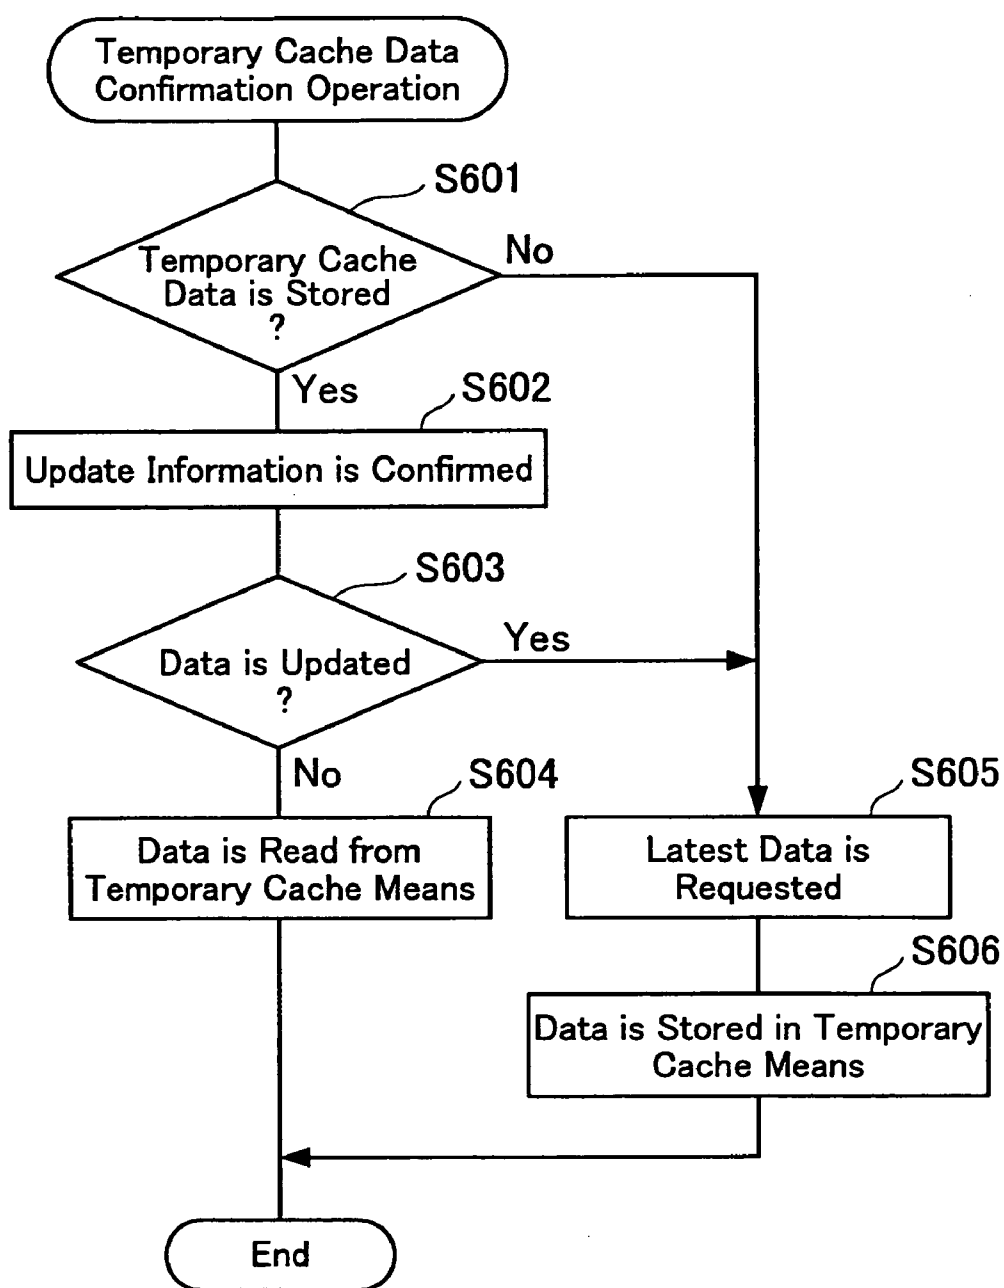 Temporary Cache Data
Confirmation Operation
S601
Temporary Cache
Data is Stored
?
No
Yes
S602
Update Information is Confirmed
S603
Data is Updated
?
Yes
No
S604
Data is Read from
Temporary Cache Means
S605
Latest Data is
Requested
S606
Data is Stored in Temporary
Cache Means
End